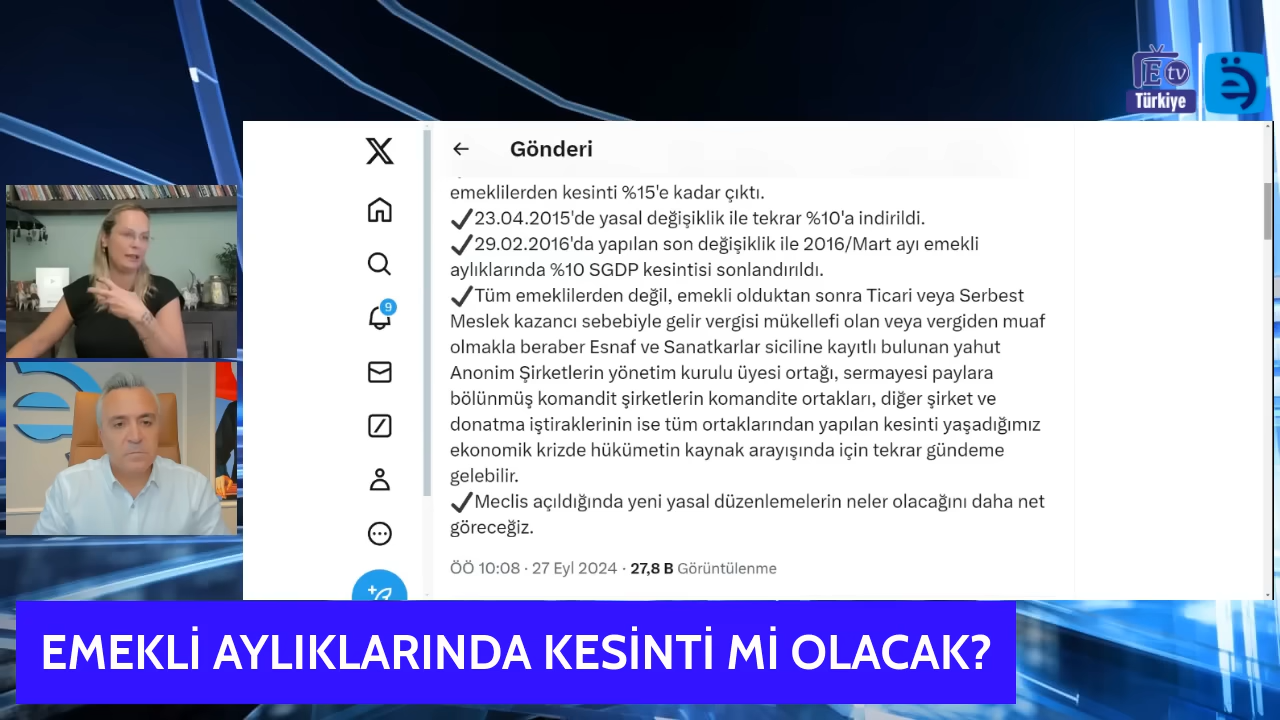 E tv
Türkiye
Gönderi
emeklilerden kesinti %15'e kadar çıktı.
✔23.04.2015'de yasal değişiklik ile tekrar %10'a indirildi.
✔29.02.2016'da yapılan son değişiklik ile 2016/Mart ayı emekli
aylıklarında %10 SGDP kesintisi sonlandırıldı.
✔Tüm emeklilerden değil, emekli olduktan sonra Ticari veya Serbest
Meslek kazancı sebebiyle gelir vergisi mükellefi olan veya vergiden muaf
olmakla beraber Esnaf ve Sanatkarlar siciline kayıtlı bulunan yahut
Anonim Şirketlerin yönetim kurulu üyesi ortağı, sermayesi paylara
bölünmüş komandit şirketlerin komandite ortakları, diğer şirket ve
donatma iştiraklerinin ise tüm ortaklarından yapılan kesinti yaşadığımız
ekonomik krizde hükümetin kaynak arayışında için tekrar gündeme
gelebilir.
✔Meclis açıldığında yeni yasal düzenlemelerin neler olacağını daha net
göreceğiz.
ÖÖ 10:08 · 27 Eyl 2024 · 27,8 B Görüntülenme
9
EMEKLİ AYLIKLARINDA KESİNTİ Mİ OLACAK?